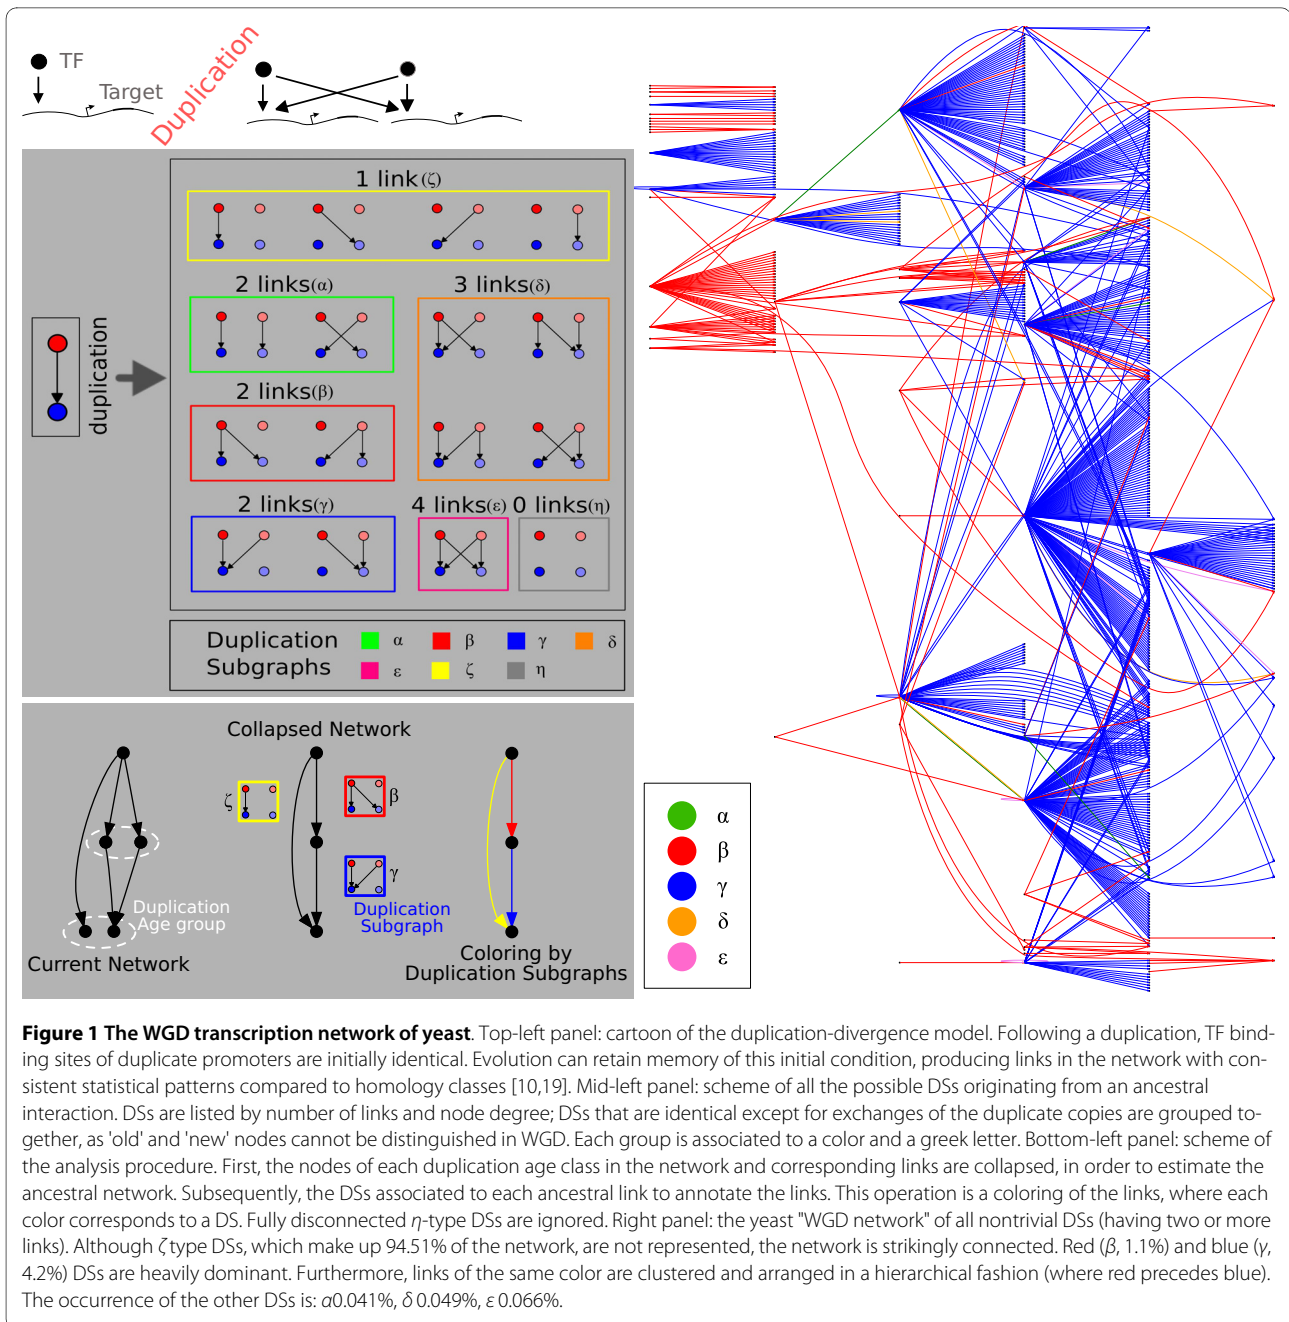 TF
Target
Duplication
1 link(ζ)
2 links(α)
3 links(δ)
duplication
2 links(β)
2 links(γ)
4 links(ε)
0 links(η)
Duplication
Subgraphs
α
β
γ
δ
ε
ζ
η
Collapsed Network
ζ
β
γ
Duplication
Age group
Duplication
Subgraph
Current Network
Coloring by
Duplication Subgraphs
α
β
γ
δ
ε
Figure 1 The WGD transcription network of yeast. Top-left panel: cartoon of the duplication-divergence model. Following a duplication, TF bind-
ing sites of duplicate promoters are initially identical. Evolution can retain memory of this initial condition, producing links in the network with con-
sistent statistical patterns compared to homology classes [10,19]. Mid-left panel: scheme of all the possible DSs originating from an ancestral
interaction. DSs are listed by number of links and node degree; DSs that are identical except for exchanges of the duplicate copies are grouped to-
gether, as 'old' and 'new' nodes cannot be distinguished in WGD. Each group is associated to a color and a greek letter. Bottom-left panel: scheme of
the analysis procedure. First, the nodes of each duplication age class in the network and corresponding links are collapsed, in order to estimate the
ancestral network. Subsequently, the DSs associated to each ancestral link to annotate the links. This operation is a coloring of the links, where each
color corresponds to a DS. Fully disconnected η-type DSs are ignored. Right panel: the yeast "WGD network" of all nontrivial DSs (having two or more
links). Although ζ type DSs, which make up 94.51% of the network, are not represented, the network is strikingly connected. Red (β, 1.1%) and blue (γ,
4.2%) DSs are heavily dominant. Furthermore, links of the same color are clustered and arranged in a hierarchical fashion (where red precedes blue).
The occurrence of the other DSs is: α0.041%, δ 0.049%, ε 0.066%.